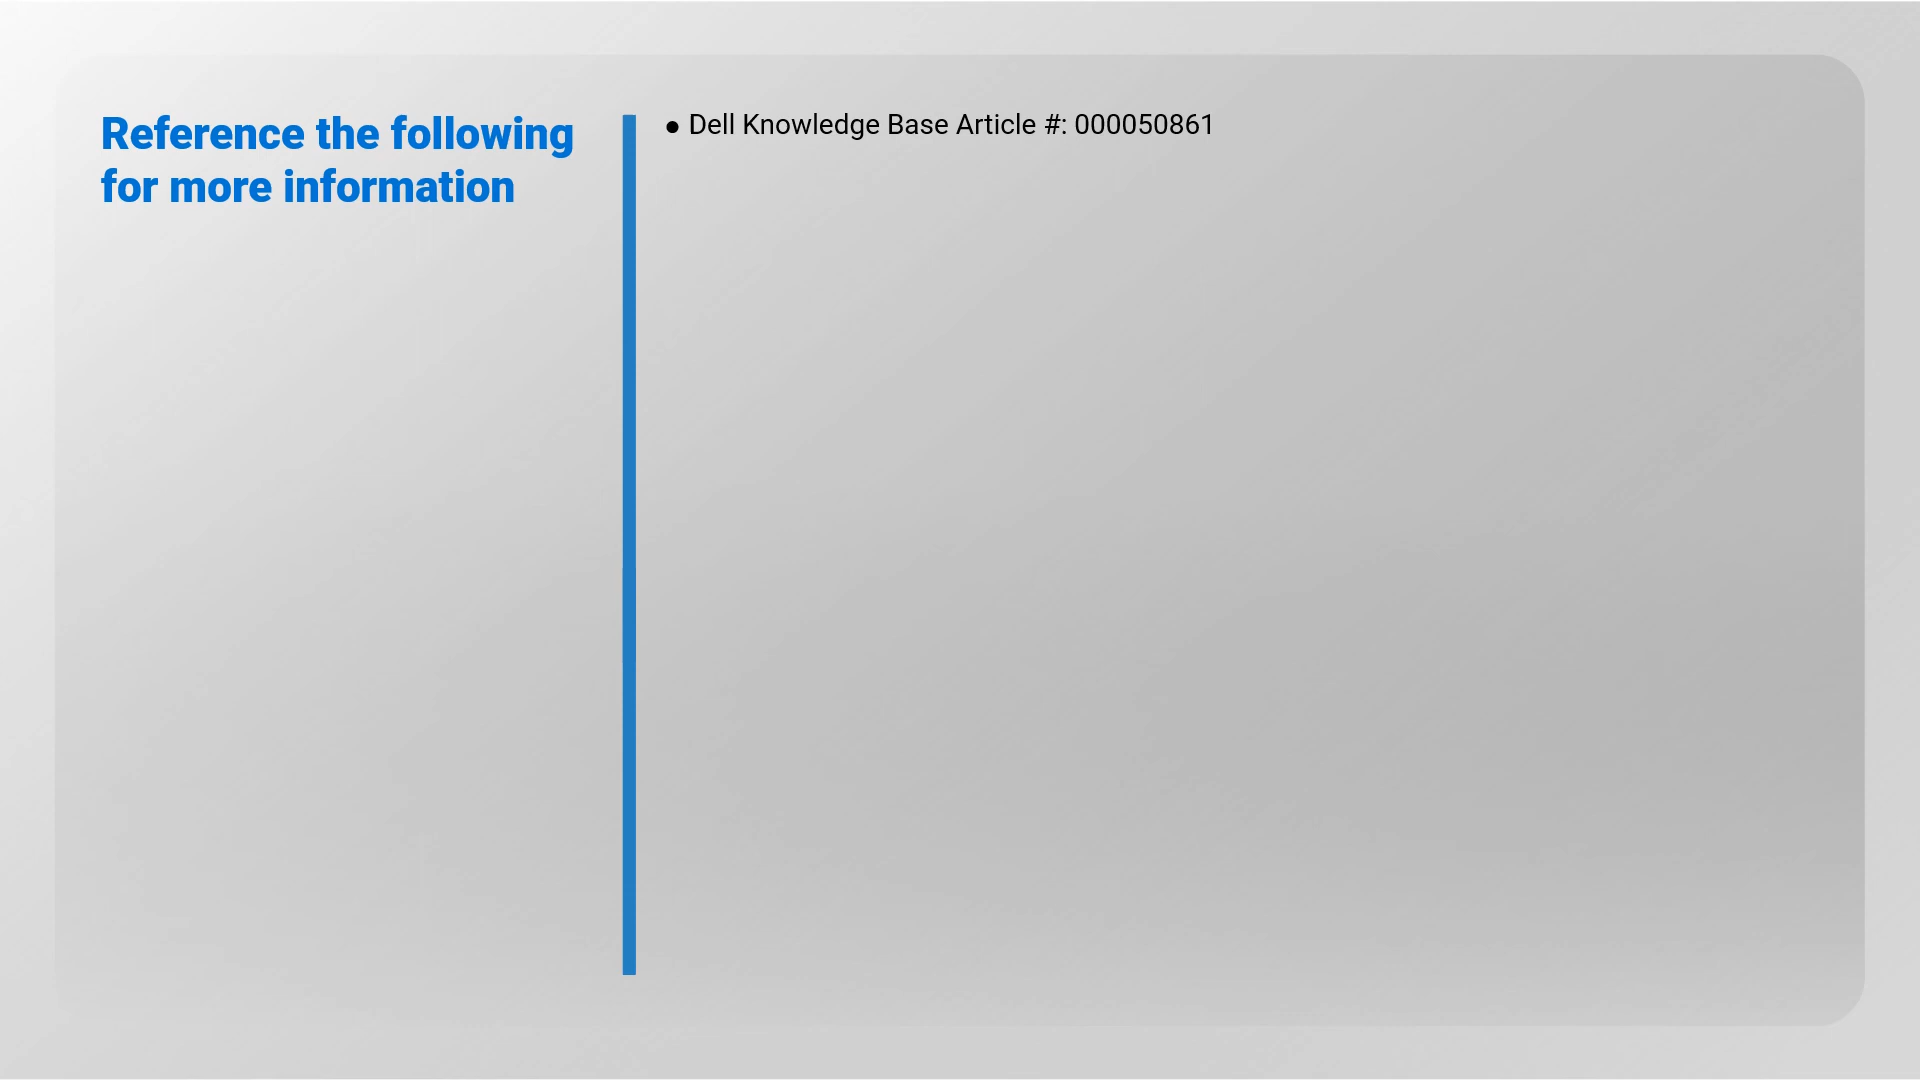 Reference the following
for more information
● Dell Knowledge Base Article #: 000050861